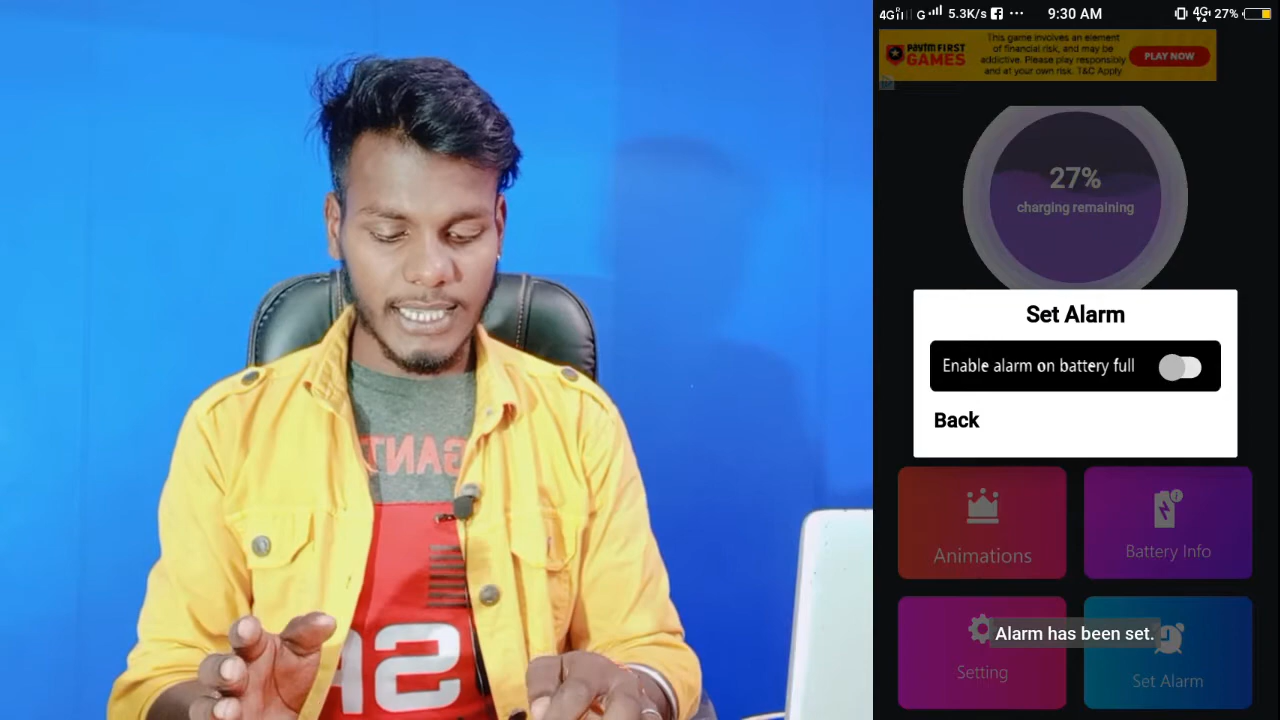 4G R G 5.3K/s ... 9:30 AM 4G 27%
PAYTM FIRST
GAMES
This game involves an element
of financial risk, and may be
addictive. Please play responsibly
and at your own risk. T&C Apply
PLAY NOW
27%
charging remaining
Set Alarm
Enable alarm on battery full
Back
Animations
Battery Info
Alarm has been set.
Setting
Set Alarm
GANT